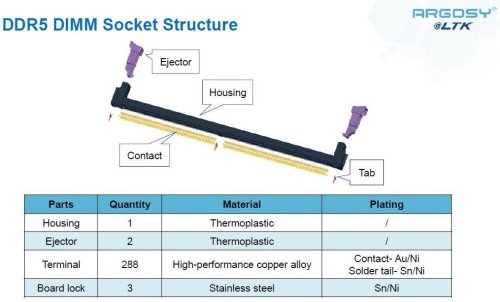 DDR5 DIMM Socket Structure
ARGOSY
@LTK
Ejector
Housing
Contact
Tab
Parts Quantity Material Plating
Housing 1 Thermoplastic /
Ejector 2 Thermoplastic /
Terminal 288 High-performance copper alloy Contact- Au/Ni
Solder tail- Sn/Ni
Board lock 3 Stainless steel Sn/Ni